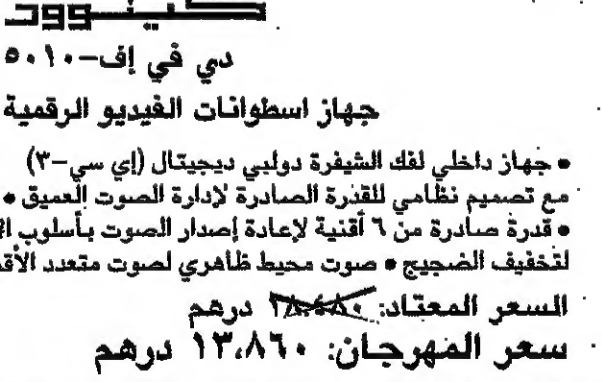 كينوود
دي في إف-٥٠١٠
جهاز اسطوانات الفيديو الرقمية
• جهاز داخلي لفك الشيفرة دولبي ديجيتال (إي سي-٣)
مع تصميم نظامي للقدرة الصادرة لإدارة الصوت العميق •
• قدرة صادرة من ٦ أقنية لإعادة إصدار الصوت بأسلوب
لتخفيف الضجيج • صوت محيط ظاهري لصوت متعدد
السعر المعتاد: درهم
سعر المهرجان: ١٣،٨٦٠ درهم